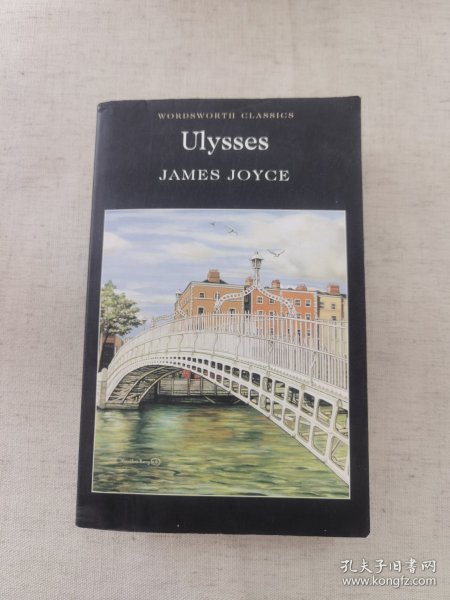 WORDSWORTH CLASSICS
Ulysses
JAMES JOYCE
孔夫子旧书网
www.kongfz.com